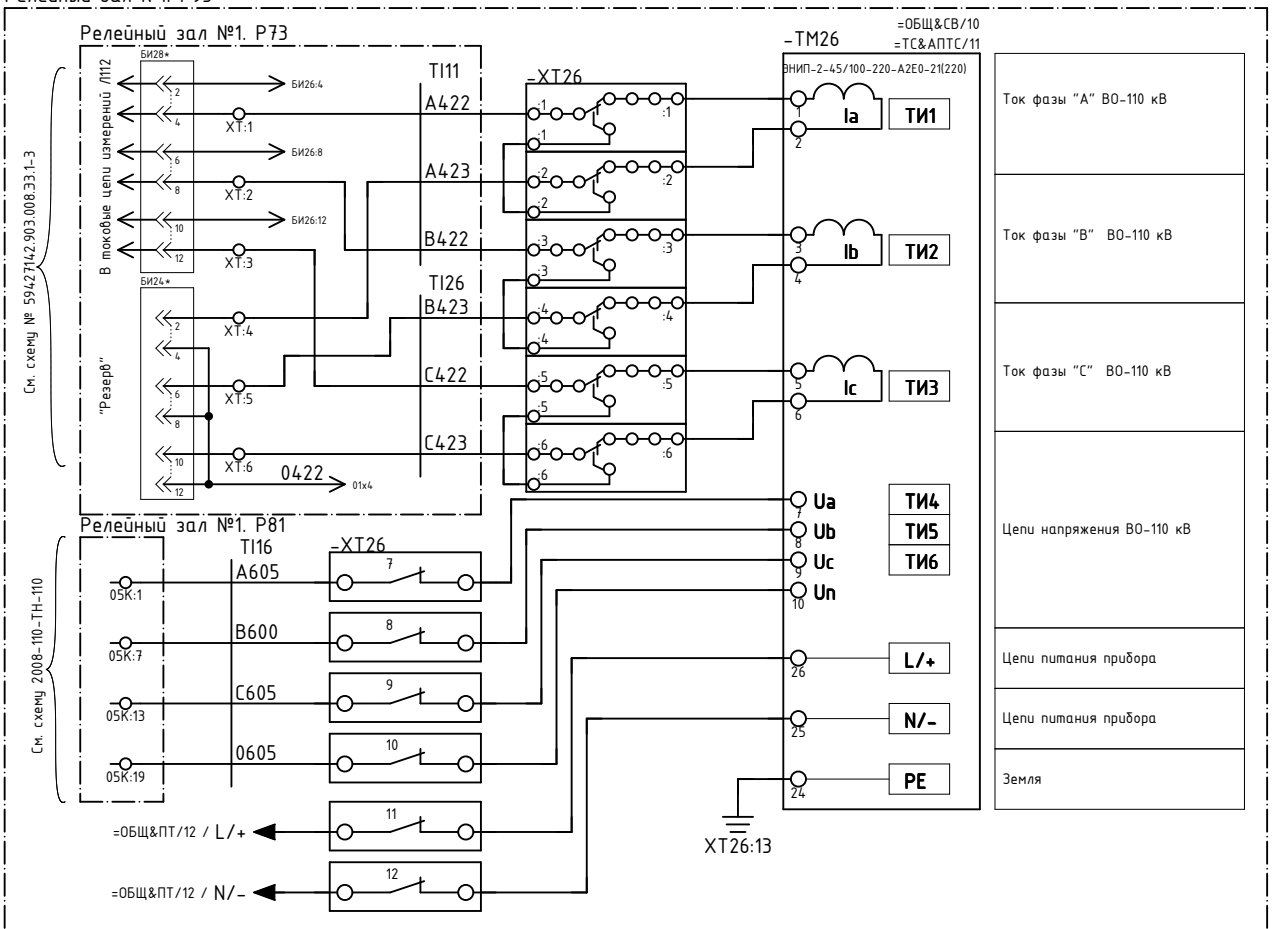 Релейный зал №1. Р73
БИ28*
В токовые цепи измерений Л112
2
4
6
8
10
12
БИ26:4
БИ26:8
БИ26:12
XT:1
XT:2
XT:3
TI11
A422
A423
B422
TI26
B423
C422
C423
БИ24*
"Резерв"
2
4
6
8
10
12
XT:4
XT:5
XT:6
0422
01x4
См. схему № 59427142.903.008.33.1-3
-XT26
:1
:1
:1
:2
:2
:2
:3
:3
:3
:4
:4
:4
:5
:5
:5
:6
:6
:6
=ОБЩ&СВ/10
-TM26
=ТС&АПТС/11
ЭНИП-2-45/100-220-А2Е0-21(220)
1
Ia
ТИ1
2
3
Ib
ТИ2
4
5
Ic
ТИ3
6
7
Ua
ТИ4
8
Ub
ТИ5
9
Uc
ТИ6
10
Un
26
L/+
25
N/-
24
PE
XT26:13
Ток фазы "А" ВО-110 кВ
Ток фазы "В" ВО-110 кВ
Ток фазы "С" ВО-110 кВ
Цепи напряжения ВО-110 кВ
Цепи питания прибора
Цепи питания прибора
Земля
Релейный зал №1. Р81
См. схему 2008-110-ТН-110
TI16
-XT26
05К:1
A605
7
05К:7
B600
8
05К:13
C605
9
05К:19
0605
10
=ОБЩ&ПТ/12 / L/+
11
=ОБЩ&ПТ/12 / N/-
12